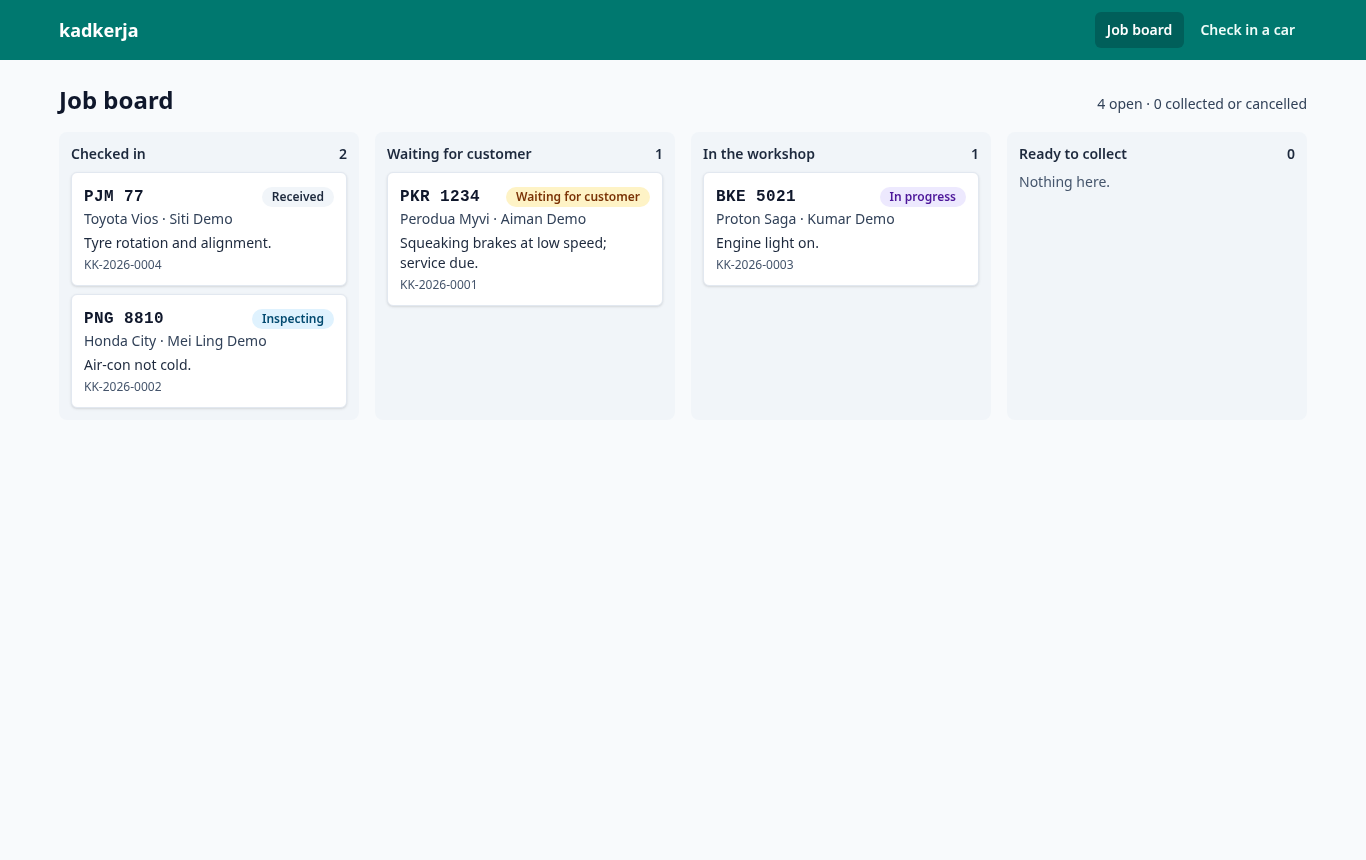 kadkerja
Job board
Check in a car
Job board
4 open · 0 collected or cancelled
Checked in 2
PJM 77 Received
Toyota Vios · Siti Demo
Tyre rotation and alignment.
KK-2026-0004
PNG 8810 Inspecting
Honda City · Mei Ling Demo
Air-con not cold.
KK-2026-0002
Waiting for customer 1
PKR 1234 Waiting for customer
Perodua Myvi · Aiman Demo
Squeaking brakes at low speed;
service due.
KK-2026-0001
In the workshop 1
BKE 5021 In progress
Proton Saga · Kumar Demo
Engine light on.
KK-2026-0003
Ready to collect 0
Nothing here.